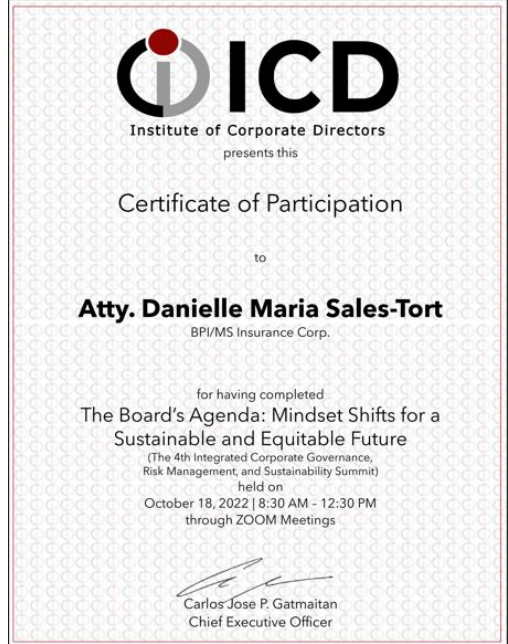 ICD
Institute of Corporate Directors
presents this
Certificate of Participation
to
Atty. Danielle Maria Sales-Tort
BPI/MS Insurance Corp.
for having completed
The Board's Agenda: Mindset Shifts for a
Sustainable and Equitable Future
(The 4th Integrated Corporate Governance,
Risk Management, and Sustainability Summit)
held on
October 18, 2022 | 8:30 AM – 12:30 PM
through ZOOM Meetings
Carlos Jose P. Gatmaitan
Chief Executive Officer